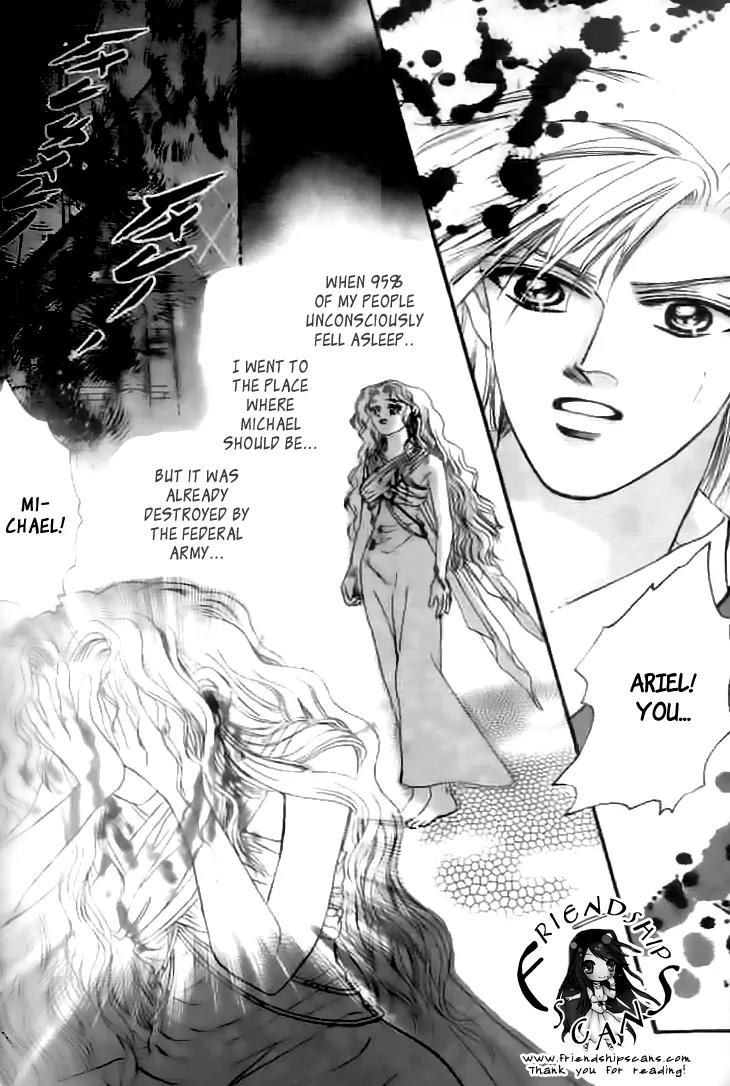 ARIEL!
YOU...
WHEN 95%
OF MY PEOPLE
UNCONSCIOUSLY
FELL ASLEEP..
I WENT TO
THE PLACE
WHERE
MICHAEL
SHOULD BE...
BUT IT WAS
ALREADY
DESTROYED BY
THE FEDERAL
ARMY...
MI-
CHAEL!
FRIENDSHIPS
SCANS
www.friendshipscans.com
Thank you for reading!